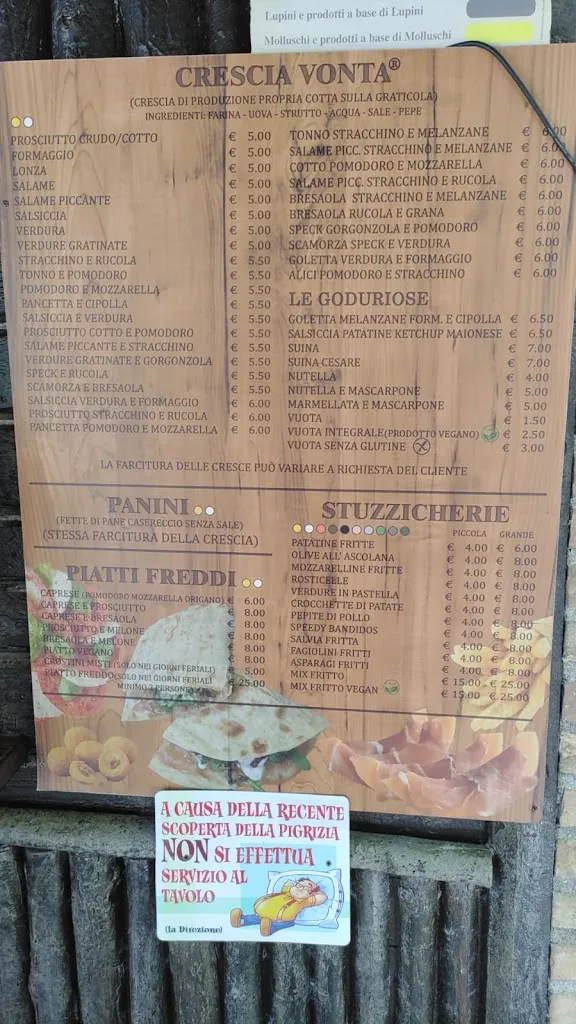 Lupini e prodotti a base di Lupini
Molluschi e prodotti a base di Molluschi
CRESCIA VONTA®
(CRESCIA DI PRODUZIONE PROPRIA COTTA SULLA GRATICOLA)
INGREDIENTI: FARINA - UOVA - STRUTTO - ACQUA - SALE - PEPE
PROSCIUTTO CRUDO/COTTO € 5.00
FORMAGGIO € 5.00
LONZA € 5.00
SALAME € 5.00
SALAME PICCANTE € 5.00
SALSICCIA € 5.00
VERDURA € 5.00
VERDURE GRATINATE € 5.00
STRACCHINO E RUCOLA € 5.50
TONNO E POMODORO € 5.50
POMODORO E MOZZARELLA € 5.50
PANCETTA E CIPOLLA € 5.50
SALSICCIA E VERDURA € 5.50
PROSCIUTTO COTTO E POMODORO € 5.50
SALAME PICCANTE E STRACCHINO € 5.50
VERDURE GRATINATE E GORGONZOLA € 5.50
SPECK E RUCOLA € 5.50
SCAMORZA E BRESAOLA € 5.50
SALSICCIA VERDURA E FORMAGGIO € 6.00
PROSCIUTTO STRACCHINO E RUCOLA € 6.00
PANCETTA POMODORO E MOZZARELLA € 6.00
TONNO STRACCHINO E MELANZANE € 6.00
SALAME PICC. STRACCHINO E MELANZANE € 6.00
COTTO POMODORO E MOZZARELLA € 6.00
SALAME PICC. STRACCHINO E RUCOLA € 6.00
BRESAOLA STRACCHINO E MELANZANE € 6.00
BRESAOLA RUCOLA E GRANA € 6.00
SPECK GORGONZOLA E POMODORO € 6.00
SCAMORZA SPECK E VERDURA € 6.00
GOLETTA VERDURA E FORMAGGIO € 6.00
ALICI POMODORO E STRACCHINO € 6.00
LE GODURIOSE
GOLETTA MELANZANE FORM. E CIPOLLA € 6.50
SALSICCIA PATATINE KETCHUP MAIONESE € 6.50
SUINA € 7.00
SUINA CESARE € 7.00
NUTELLA € 4.00
NUTELLA E MASCARPONE € 5.00
MARMELLATA E MASCARPONE € 5.00
VUOTA € 1.50
VUOTA INTEGRALE(PRODOTTO VEGANO) € 2.50
VUOTA SENZA GLUTINE € 3.00
LA FARCITURA DELLE CRESCE PUÒ VARIARE A RICHIESTA DEL CLIENTE
PANINI
(FETTE DI PANE CASERECCIO SENZA SALE)
(STESSA FARCITURA DELLA CRESCIA)
PIATTI FREDDI
CAPRESE (POMODORO MOZZARELLA ORIGANO) € 6.00
CAPRESE E PROSCIUTTO € 8.00
CAPRESE E BRESAOLA € 8.00
PROSCIUTTO E MELONE € 8.00
BRESAOLA E MELONE € 8.00
PIATTO VEGANO € 8.00
CROSTINI MISTI (SOLO NEI GIORNI FERIALI) € 5.00
PIATTO FREDDO (SOLO NEI GIORNI FERIALI € 25.00
MINIMO 2 PERSONE)
STUZZICHERIE
PICCOLA GRANDE
PATATINE FRITTE € 4.00 € 6.00
OLIVE ALL' ASCOLANA € 4.00 € 8.00
MOZZARELLINE FRITTE € 4.00 € 8.00
ROSTICBELE € 4.00 € 8.00
VERDURE IN PASTELLA € 4.00 € 8.00
CROCCHETTE DI PATATE € 4.00 € 8.00
PEPITE DI POLLO € 4.00 € 8.00
SPEEDY BANDIDOS € 4.00 € 8.00
SALVIA FRITTA € 4.00 € 8.00
FAGIOLINI FRITTI € 4.00 € 8.00
ASPARAGI FRITTI € 4.00 € 8.00
MIX FRITTO € 15.00 € 25.00
MIX FRITTO VEGAN € 15.00 € 25.00
A CAUSA DELLA RECENTE
SCOPERTA DELLA PIGRIZIA
NON SI EFFETTUA
SERVIZIO AL
TAVOLO
(la Direzione)